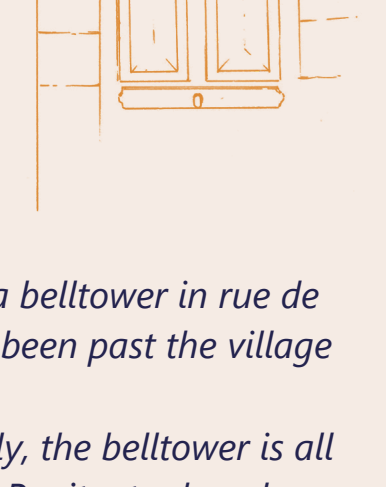 a belltower in rue de
been past the village
ly, the belltower is all